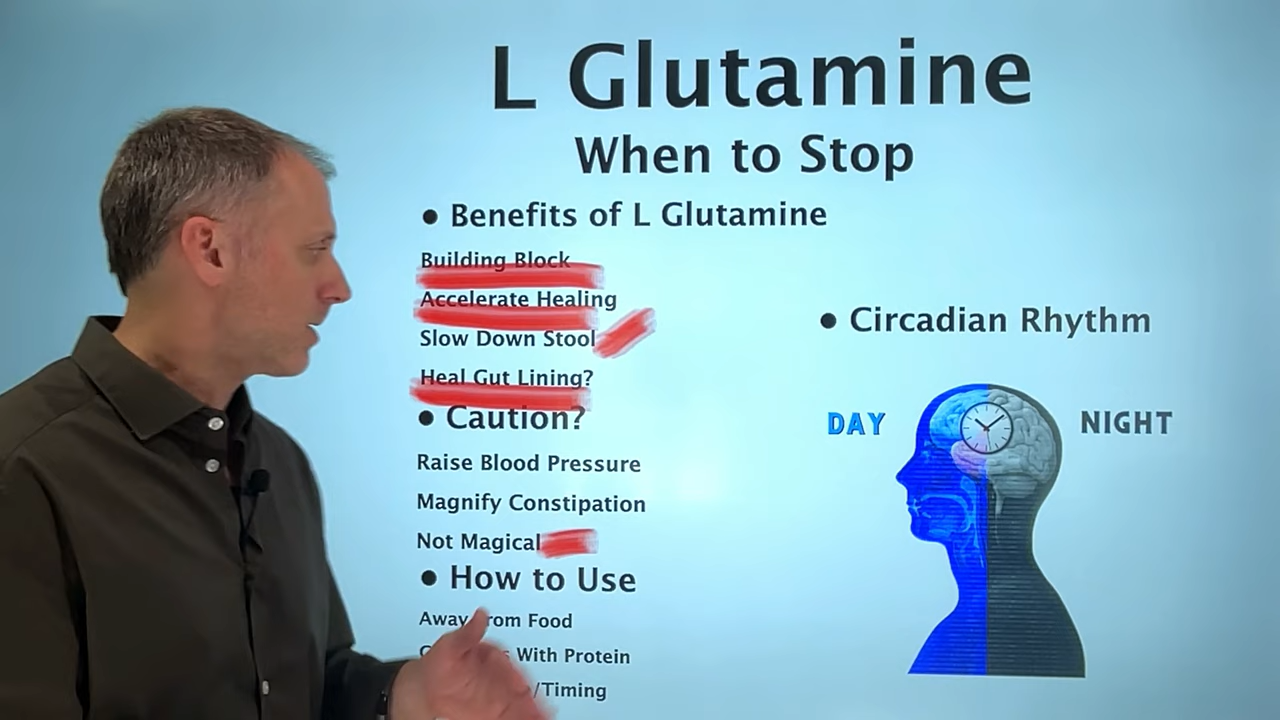 L Glutamine
When to Stop
● Benefits of L Glutamine
Building Block
Accelerate Healing
Slow Down Stool
Heal Gut Lining?
● Caution?
Raise Blood Pressure
Magnify Constipation
Not Magical
● How to Use
Away From Food
With Protein
/Timing
● Circadian Rhythm
DAY
NIGHT